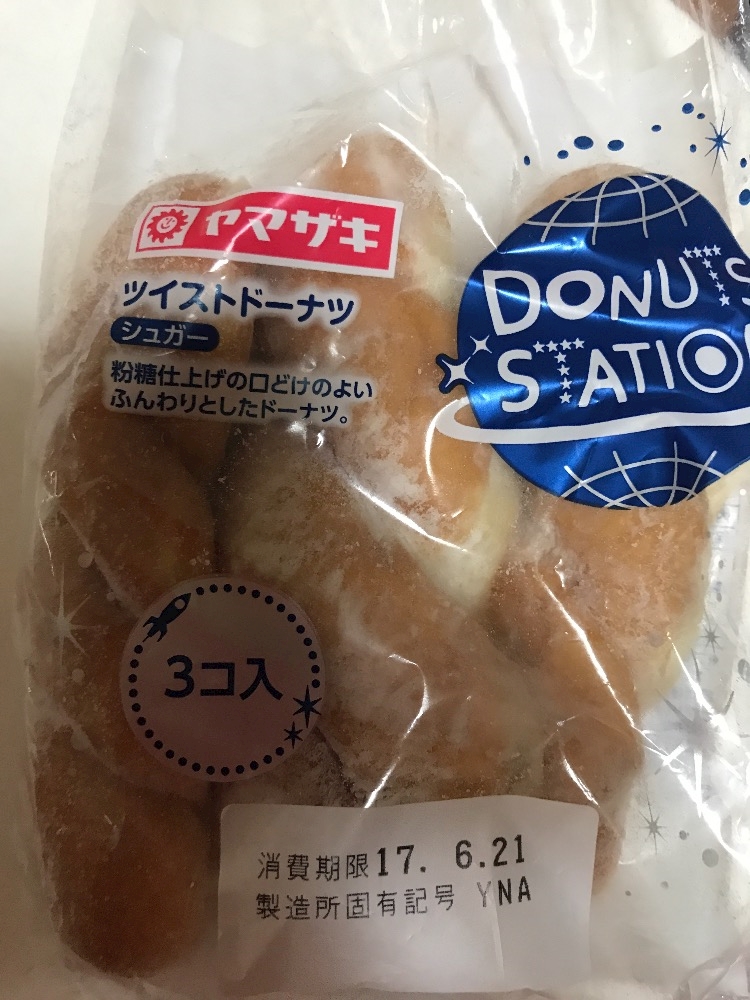 ヤマザキ
ツイストドーナツ
シュガー
粉糖仕上げの口どけのよい
ふんわりとしたドーナツ。
DONUTS
STATIO
3コ入
消費期限17. 6.21
製造所固有記号 YNA